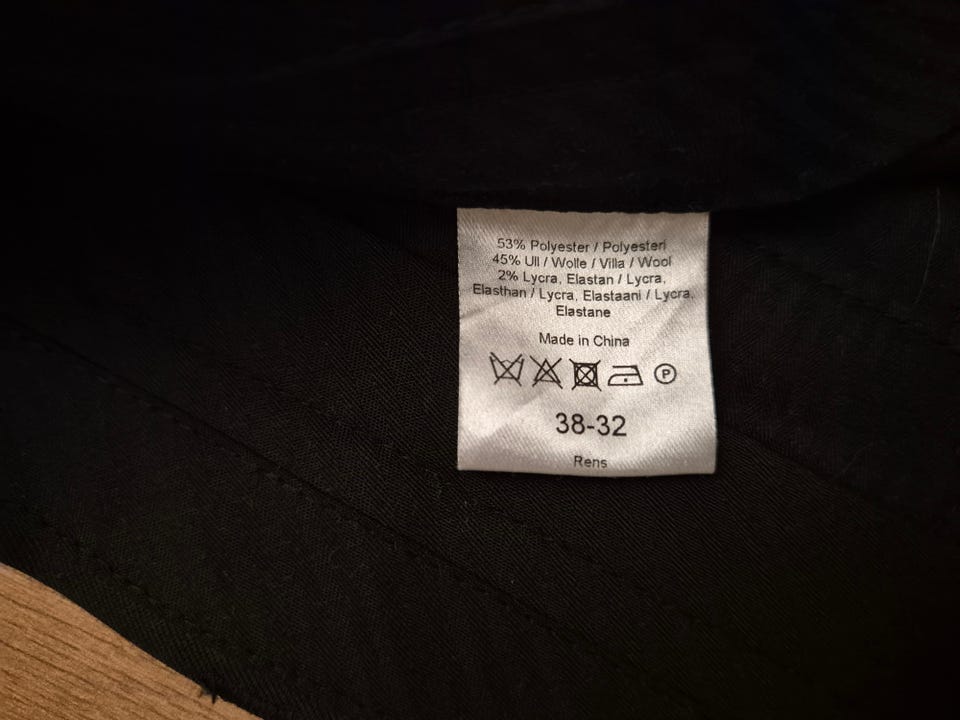 53% Polyester / Polyesteri
45% Ull / Wolle / Villa / Wool
2% Lycra, Elastan / Lycra,
Elasthan / Lycra, Elastaani / Lycra,
Elastane
Made in China
P
38-32
Rens